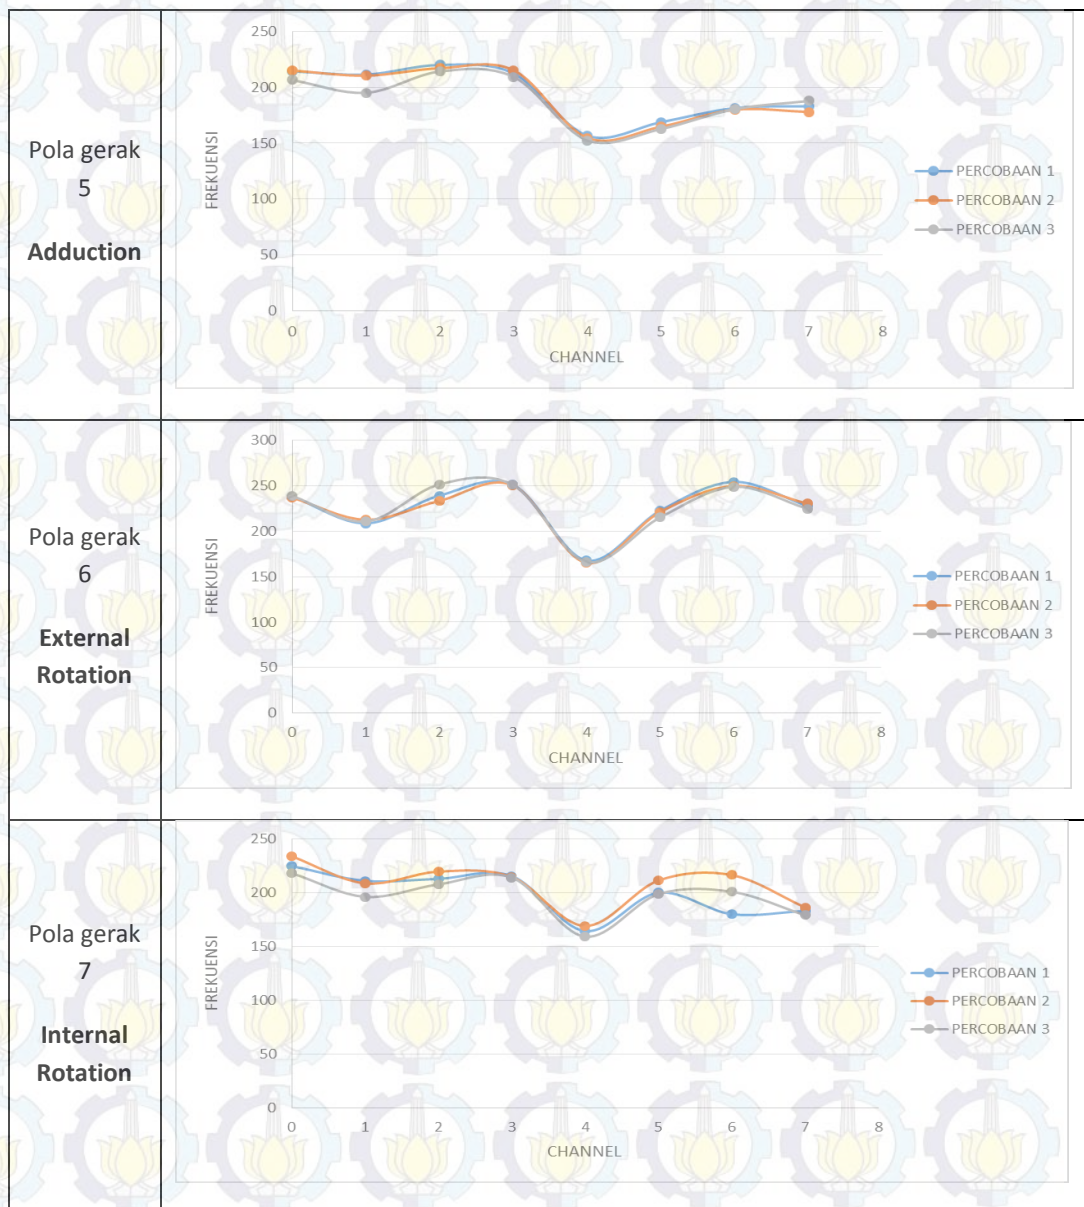 Pola gerak
5
Adduction
250
200
150
100
50
0
FREKUENSI
0 1 2 3 4 5 6 7 8
CHANNEL
PERCOBAAN 1
PERCOBAAN 2
PERCOBAAN 3
Pola gerak
6
External
Rotation
300
250
200
150
100
50
0
FREKUENSI
0 1 2 3 4 5 6 7 8
CHANNEL
PERCOBAAN 1
PERCOBAAN 2
PERCOBAAN 3
Pola gerak
7
Internal
Rotation
250
200
150
100
50
0
FREKUENSI
0 1 2 3 4 5 6 7 8
CHANNEL
PERCOBAAN 1
PERCOBAAN 2
PERCOBAAN 3